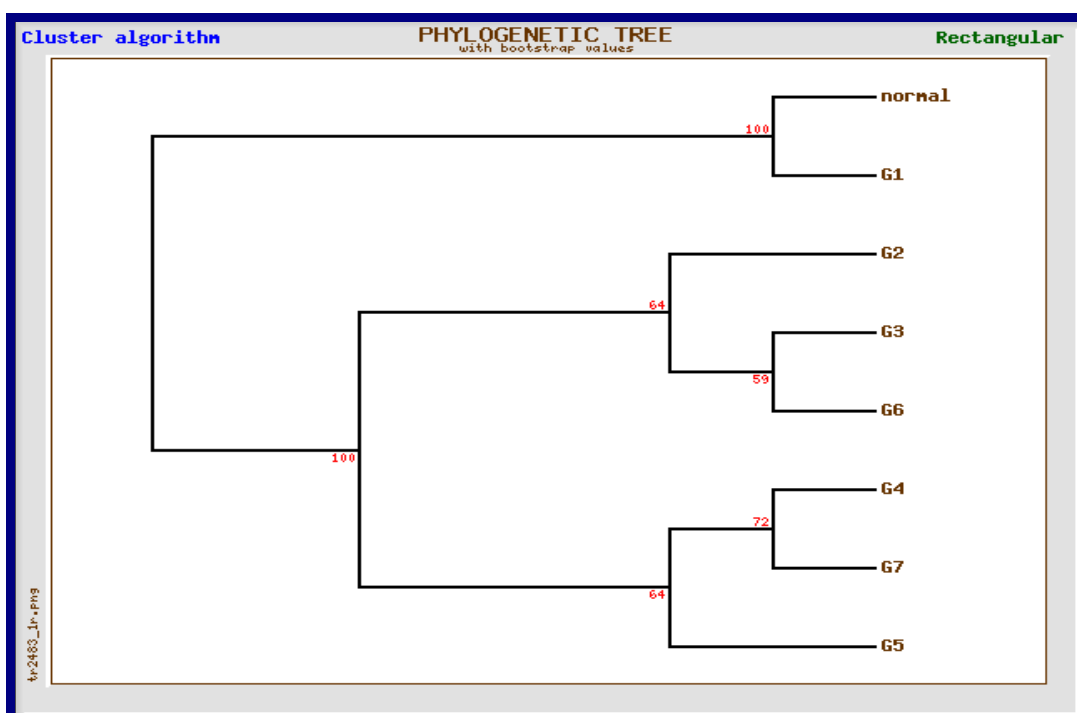 Cluster algorithm
PHYLOGENETIC TREE
with bootstrap values
Rectangular
normal
100
G1
G2
64
G3
59
G6
100
G4
72
G7
64
G5
tr2483_1r.png